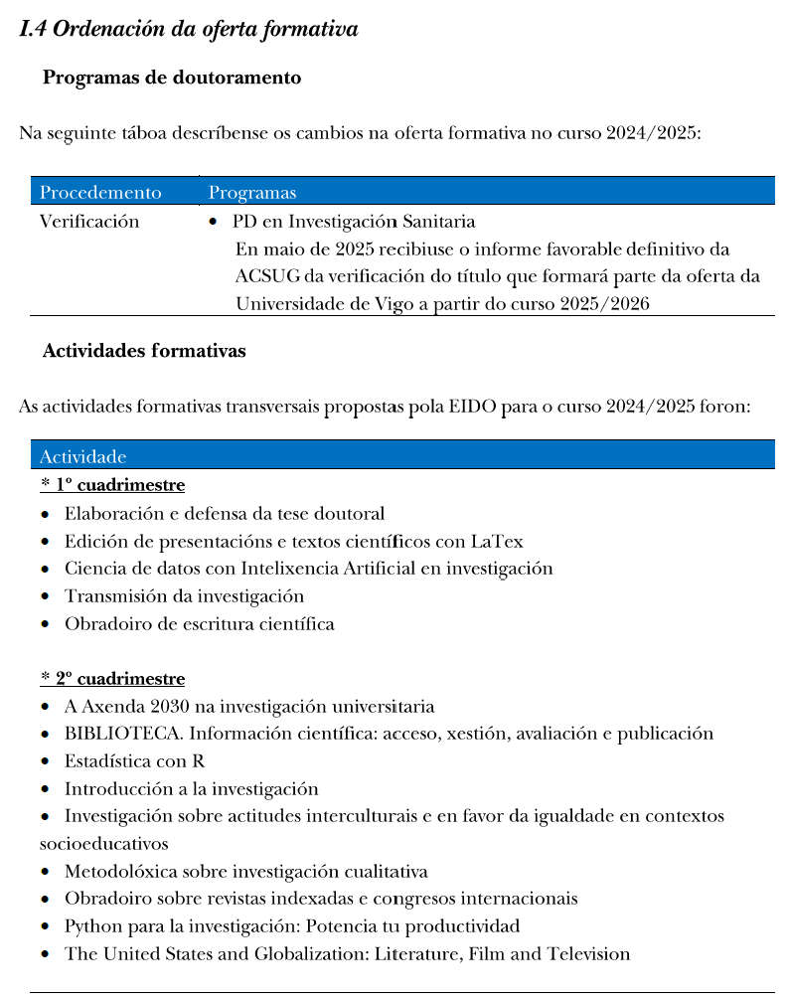 I.4 Ordenación da oferta formativa
Programas de doutoramento
Na seguinte táboa descríbense os cambios na oferta formativa no curso 2024/2025:
Procedemento Programas
Verificación • PD en Investigación Sanitaria
En maio de 2025 recibiuse o informe favorable definitivo da
ACSUG da verificación do título que formará parte da oferta da
Universidade de Vigo a partir do curso 2025/2026
Actividades formativas
As actividades formativas transversais propostas pola EIDO para o curso 2024/2025 foron:
Actividade
* 1º cuadrimestre
• Elaboración e defensa da tese doutoral
• Edición de presentacións e textos científicos con LaTex
• Ciencia de datos con Intelixencia Artificial en investigación
• Transmisión da investigación
• Obradoiro de escritura científica
* 2º cuadrimestre
• A Axenda 2030 na investigación universitaria
• BIBLIOTECA. Información científica: acceso, xestión, avaliación e publicación
• Estadística con R
• Introducción a la investigación
• Investigación sobre actitudes interculturais e en favor da igualdade en contextos
socioeducativos
• Metodolóxica sobre investigación cualitativa
• Obradoiro sobre revistas indexadas e congresos internacionais
• Python para la investigación: Potencia tu productividad
• The United States and Globalization: Literature, Film and Television